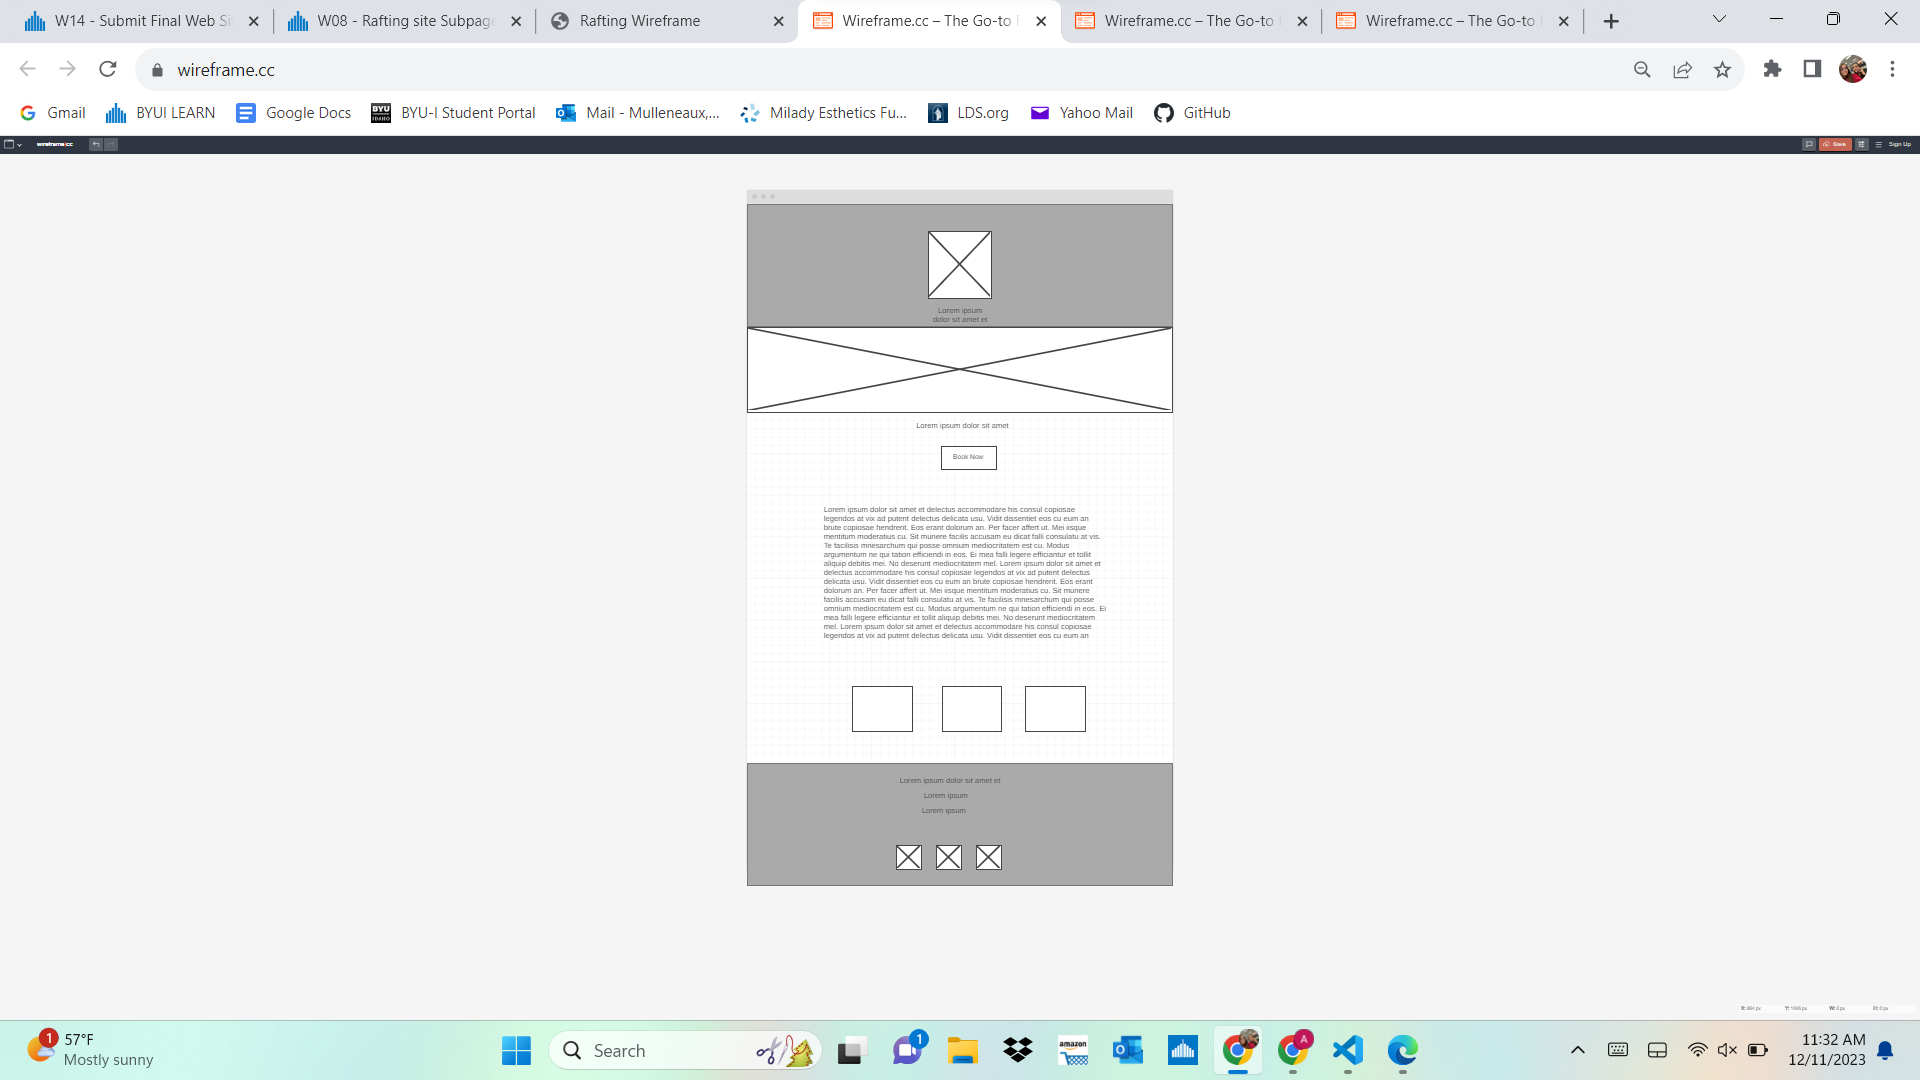 W14 - Submit Final Web Si
W08 - Rafting site Subpage
Rafting Wireframe
Wireframe.cc – The Go-to
Wireframe.cc – The Go-to
Wireframe.cc – The Go-to
wireframe.cc
Gmail
BYUI LEARN
Google Docs
BYU-I Student Portal
Mail - Mulleneaux,...
Milady Esthetics Fu...
LDS.org
Yahoo Mail
GitHub
wireframe|cc
Save
Sign Up
Lorem ipsum
dolor sit amet et
Lorem ipsum dolor sit amet
Book Now
Lorem ipsum dolor sit amet et delectus accommodare his consul copiosae
legendos at vix ad putent delectus delicata usu. Vidit dissentiet eos cu eum an
brute copiosae hendrerit. Eos erant dolorum an. Per facer affert ut. Mei iisque
mentitum moderatius cu. Sit munere facilis accusam eu dicat falli consulatu at vis.
Te facilisis mnesarchum qui posse omnium mediocritatem est cu. Modus
argumentum ne qui tation efficiendi in eos. Ei mea falli legere efficiantur et tollit
aliquip debitis mei. No deserunt mediocritatem mel. Lorem ipsum dolor sit amet et
delectus accommodare his consul copiosae legendos at vix ad putent delectus
delicata usu. Vidit dissentiet eos cu eum an brute copiosae hendrerit. Eos erant
dolorum an. Per facer affert ut. Mei iisque mentitum moderatius cu. Sit munere
facilis accusam eu dicat falli consulatu at vis. Te facilisis mnesarchum qui posse
omnium mediocritatem est cu. Modus argumentum ne qui tation efficiendi in eos. Ei
mea falli legere efficiantur et tollit aliquip debitis mei. No deserunt mediocritatem
mel. Lorem ipsum dolor sit amet et delectus accommodare his consul copiosae
legendos at vix ad putent delectus delicata usu. Vidit dissentiet eos cu eum an
Lorem ipsum dolor sit amet et
Lorem ipsum
Lorem ipsum
1
57°F
Mostly sunny
Search
1
amazon
A
11:32 AM
12/11/2023